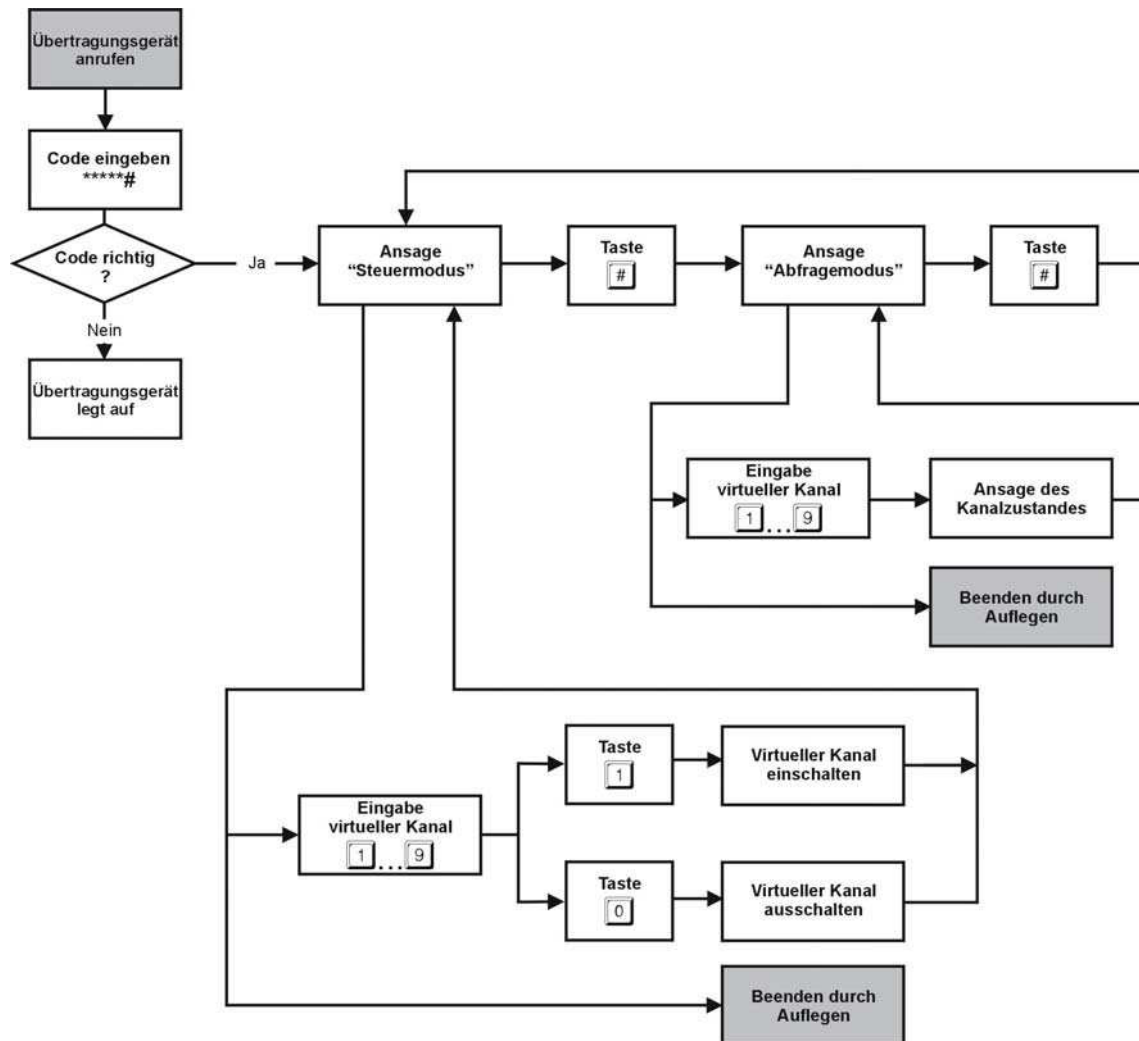 Übertragungsgerät
anrufen
Code eingeben
*****#
Code richtig
?
Ja
Nein
Übertragungsgerät
legt auf
Ansage
“Steuermodus”
Taste
#
Ansage
“Abfragemodus”
Taste
#
Eingabe
virtueller Kanal
1...9
Ansage des
Kanalzustandes
Beenden durch
Auflegen
Eingabe
virtueller Kanal
1...9
Taste
1
Virtueller Kanal
einschalten
Taste
0
Virtueller Kanal
ausschalten
Beenden durch
Auflegen